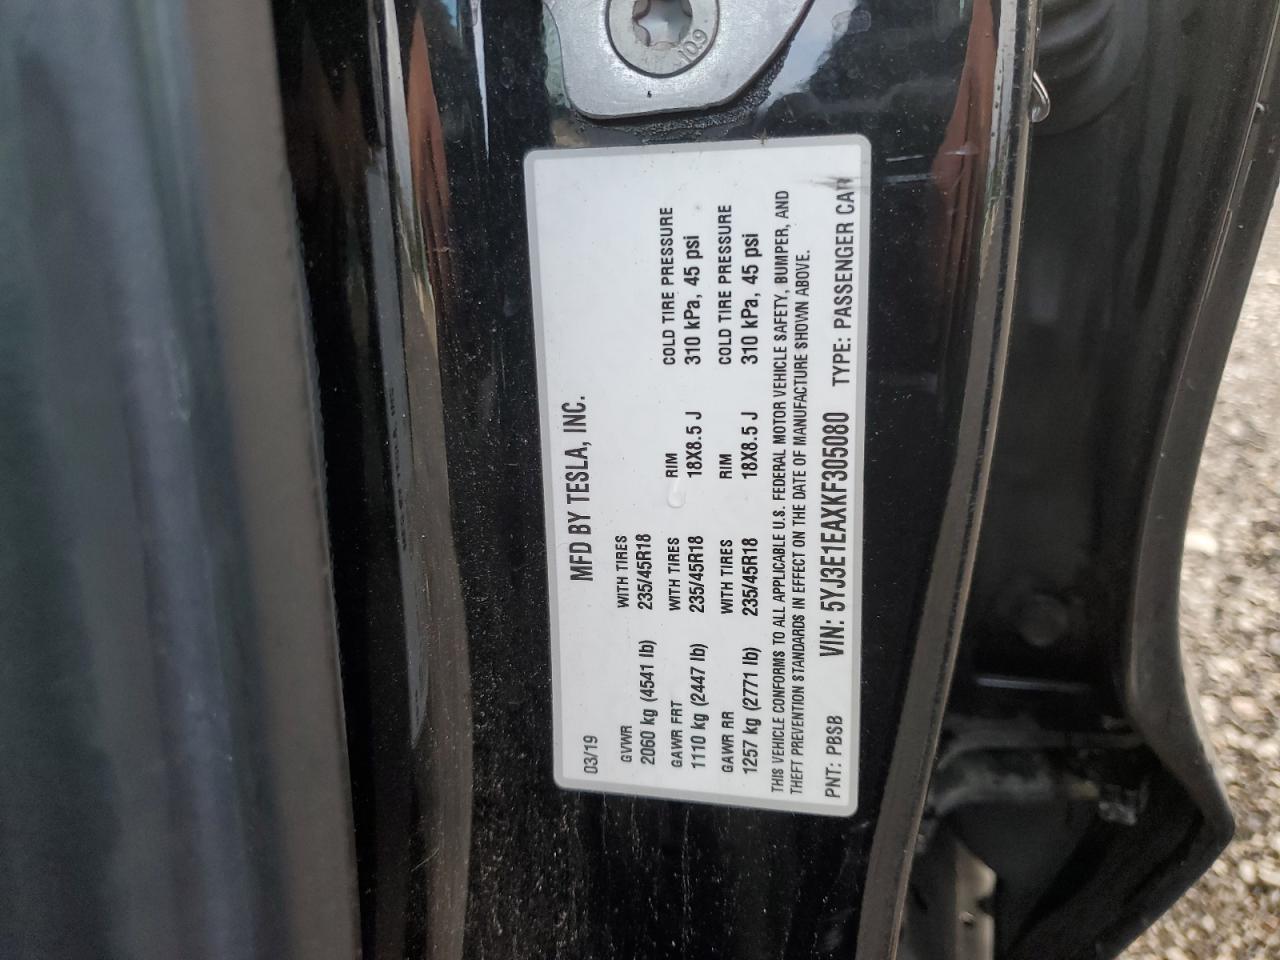 10.9
03/19 MFD BY TESLA, INC.
GVWR WITH TIRES
2060 kg (4541 lb) 235/45R18
GAWR FRT WITH TIRES RIM COLD TIRE PRESSURE
1110 kg (2447 lb) 235/45R18 18X8.5 J 310 kPa, 45 psi
GAWR RR WITH TIRES RIM COLD TIRE PRESSURE
1257 kg (2771 lb) 235/45R18 18X8.5 J 310 kPa, 45 psi
THIS VEHICLE CONFORMS TO ALL APPLICABLE U.S. FEDERAL MOTOR VEHICLE SAFETY, BUMPER, AND
THEFT PREVENTION STANDARDS IN EFFECT ON THE DATE OF MANUFACTURE SHOWN ABOVE.
PNT: PBSB VIN: 5YJ3E1EAXKF305080 TYPE: PASSENGER CAR